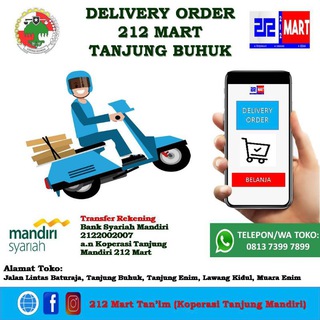 DELIVERY ORDER
212 MART
TANJUNG BUHUK
212 MART
212 MART
DELIVERY
ORDER
BELANJA
mandiri
syariah
Transfer Rekening
Bank Syariah Mandiri
2122002007
a.n Koperasi Tanjung
Mandiri 212 Mart
TELEPON/WA TOKO:
0813 7399 7899
Alamat Toko:
Jalan Lintas Baturaja, Tanjung Buhuk, Tanjung Enim, Lawang Kidul, Muara Enim
212 Mart Tan'im (Koperasi Tanjung Mandiri)